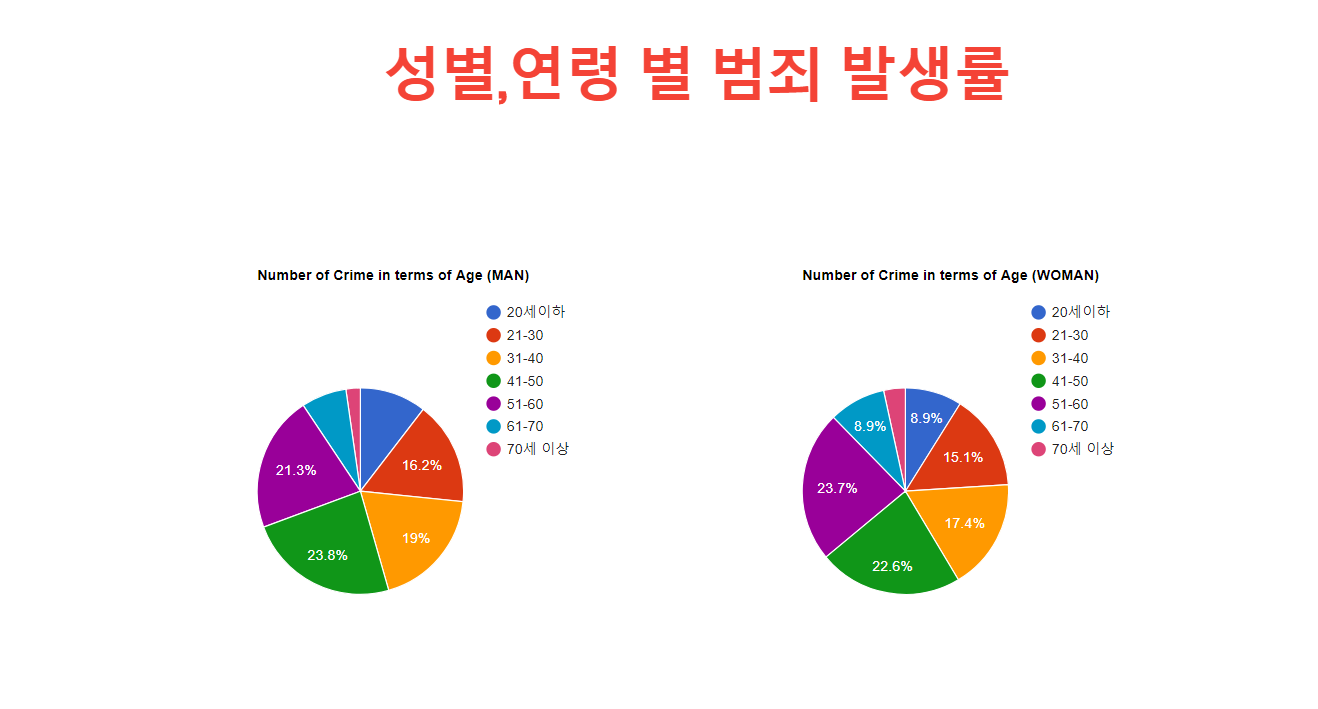 성별,연령 별 범죄 발생률
Number of Crime in terms of Age (MAN)
20세이하
21-30
31-40
41-50
51-60
61-70
70세 이상
16.2%
19%
23.8%
21.3%
Number of Crime in terms of Age (WOMAN)
20세이하
21-30
31-40
41-50
51-60
61-70
70세 이상
8.9%
15.1%
17.4%
22.6%
23.7%
8.9%